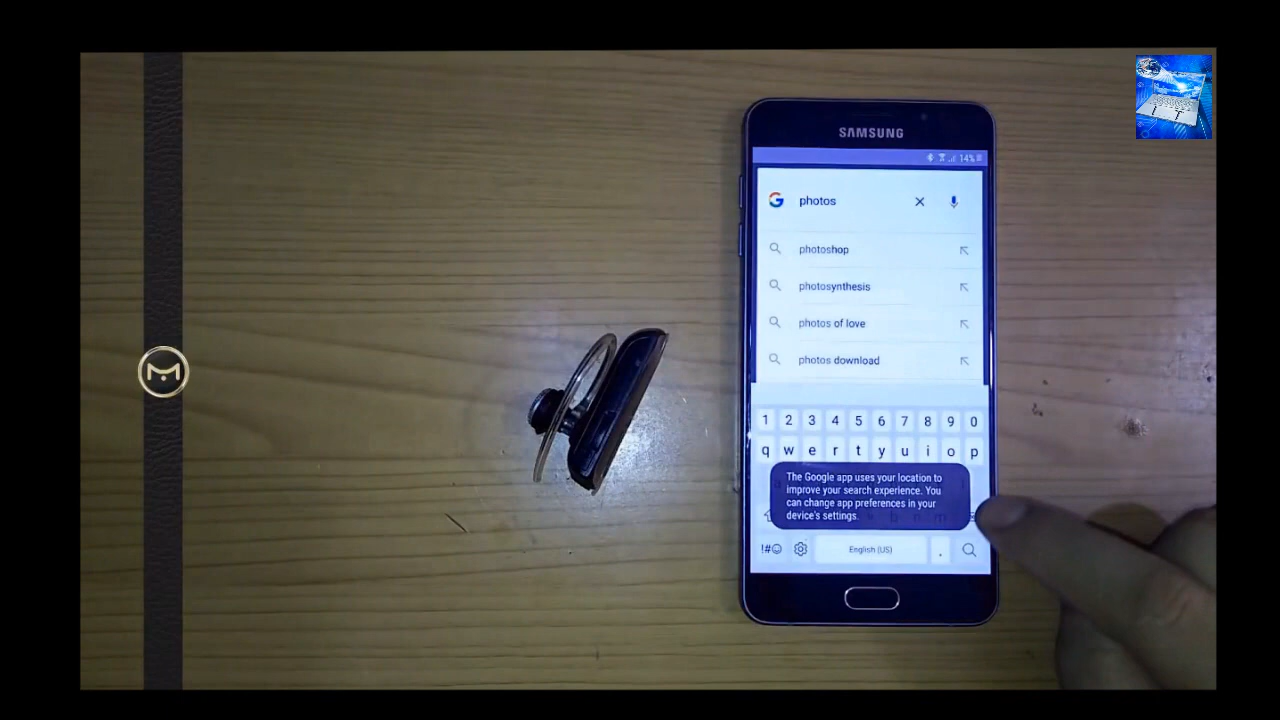 SAMSUNG
14%
photos
photoshop
photosynthesis
photos of love
photos download
1 2 3 4 5 6 7 8 9 0
q w e r t y u i o p
The Google app uses your location to
improve your search experience. You
can change app preferences in your
device's settings.
!#☺ English (US) .
I T